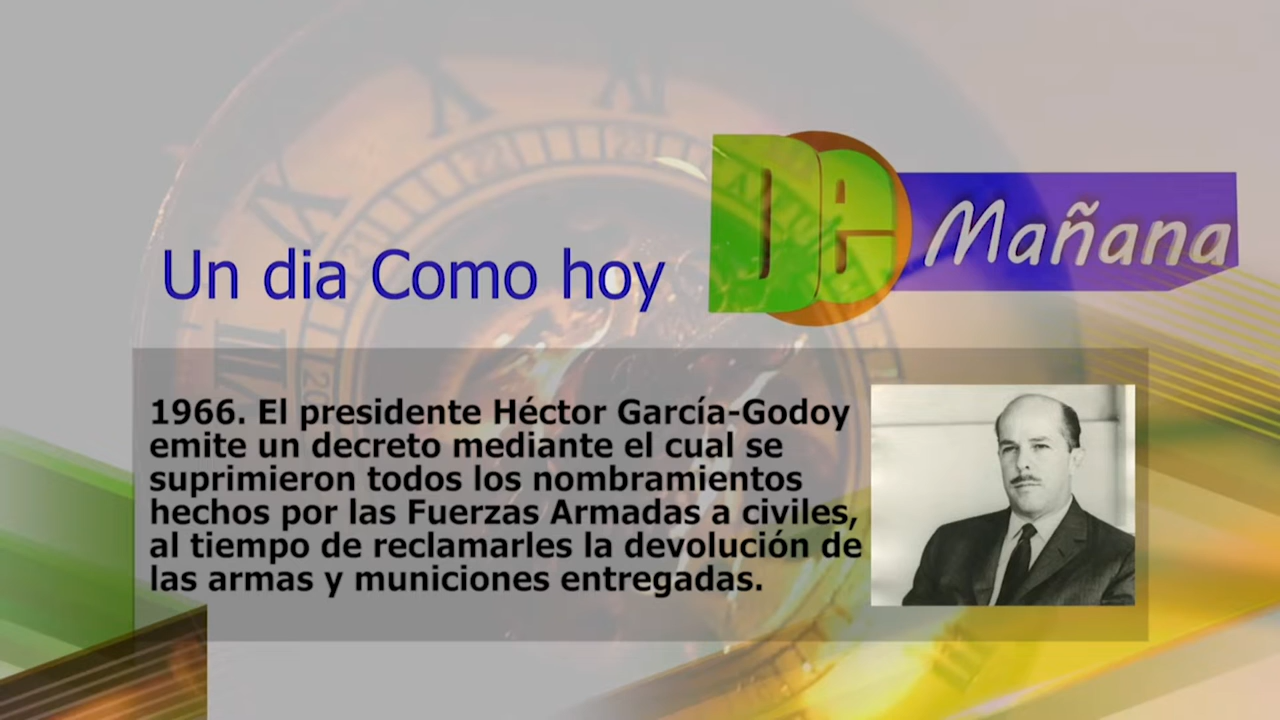 De Mañana
Un dia Como hoy
1966. El presidente Héctor García-Godoy
emite un decreto mediante el cual se
suprimieron todos los nombramientos
hechos por las Fuerzas Armadas a civiles,
al tiempo de reclamarles la devolución de
las armas y municiones entregadas.